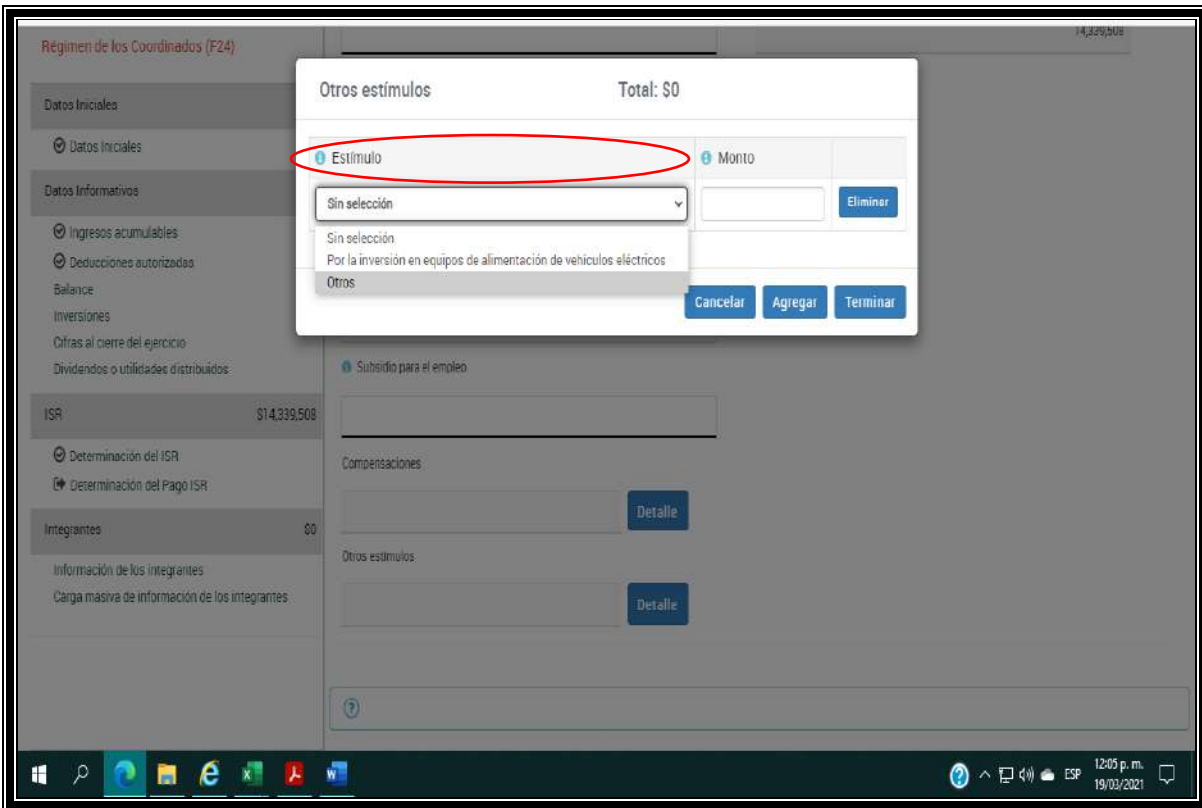 14,339,508
Régimen de los Coordinados (F24)
Otros estímulos Total: $0
Datos Iniciales
Datos Iniciales
Estímulo Monto
Datos Informativos
Sin selección Eliminar
Ingresos acumulables
Sin selección
Deducciones autorizadas
Por la inversión en equipos de alimentación de vehiculos eléctricos
Otros
Balance
Cancelar Agregar Terminar
Inversiones
Cifras al cierre del ejercicio
Dividendos o utilidades distribuidos
Subsidio para el empleo
ISR $14,339,508
Determinación del ISR
Compensaciones
Determinación del Pago ISR
Detalle
Integrantes $0
Otros estímulos
Información de los integrantes
Carga masiva de información de los integrantes
Detalle
12:05 p. m.
ESP
19/03/2021